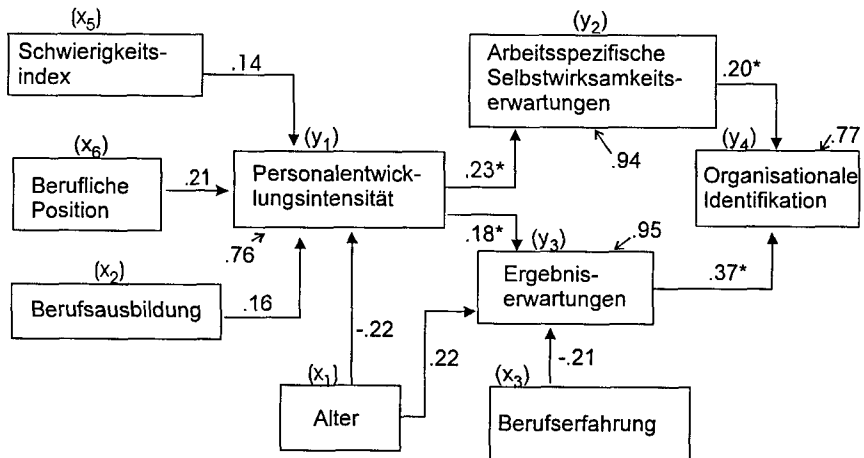 (x5)
Schwierigkeits-
index
.14
(x6)
Berufliche
Position
.21
(y1)
Personalentwick-
lungsintensität
.76
(x2)
Berufsausbildung
.16
-.22
(x1)
Alter
.22
(y2)
Arbeitsspezifische
Selbstwirksamkeits-
erwartungen
.94
.23*
.18*
(y3)
Ergebnis-
erwartungen
.95
-.21
(x3)
Berufserfahrung
.20*
.37*
(y4)
.77
Organisationale
Identifikation